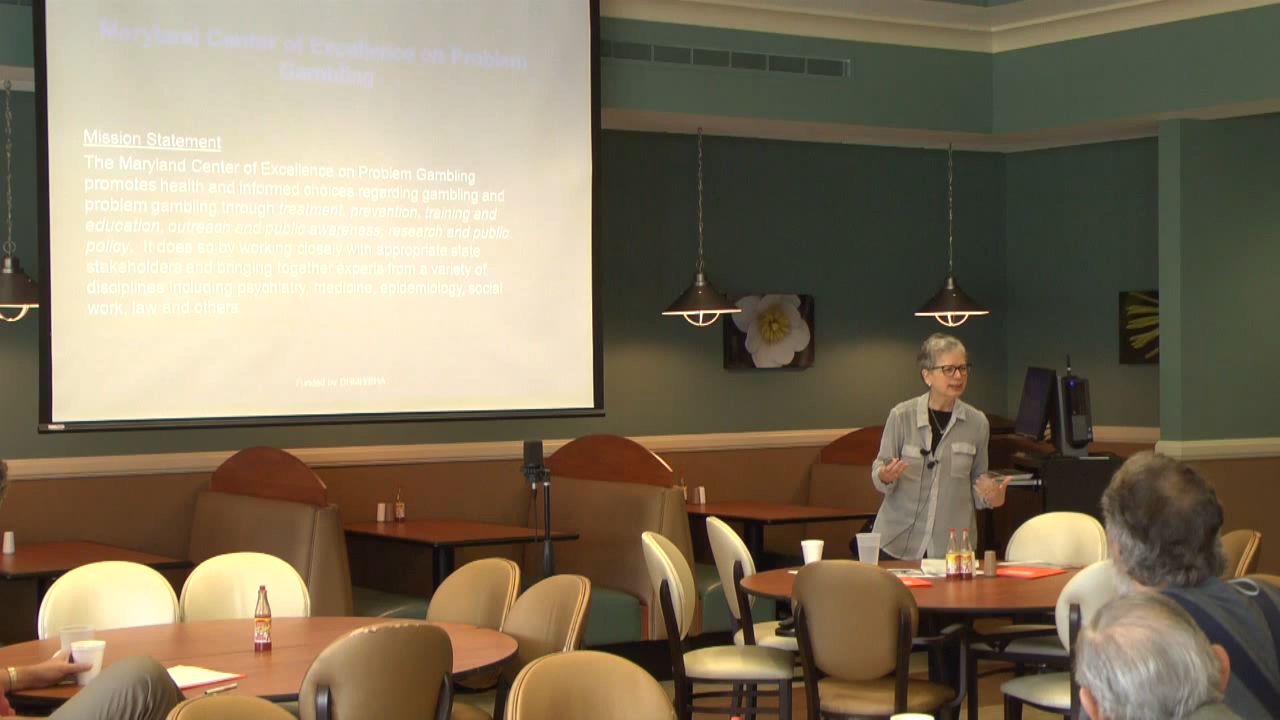 Maryland Center of Excellence on Problem
Gambling
Mission Statement
The Maryland Center of Excellence on Problem Gambling
promotes health and informed choices regarding gambling and
problem gambling through treatment, prevention, training and
education, outreach and public awareness, research and public
policy. It does so by working closely with appropriate state
stakeholders and bringing together experts from a variety of
disciplines including psychiatry, medicine, epidemiology, social
work, law and others
Funded by